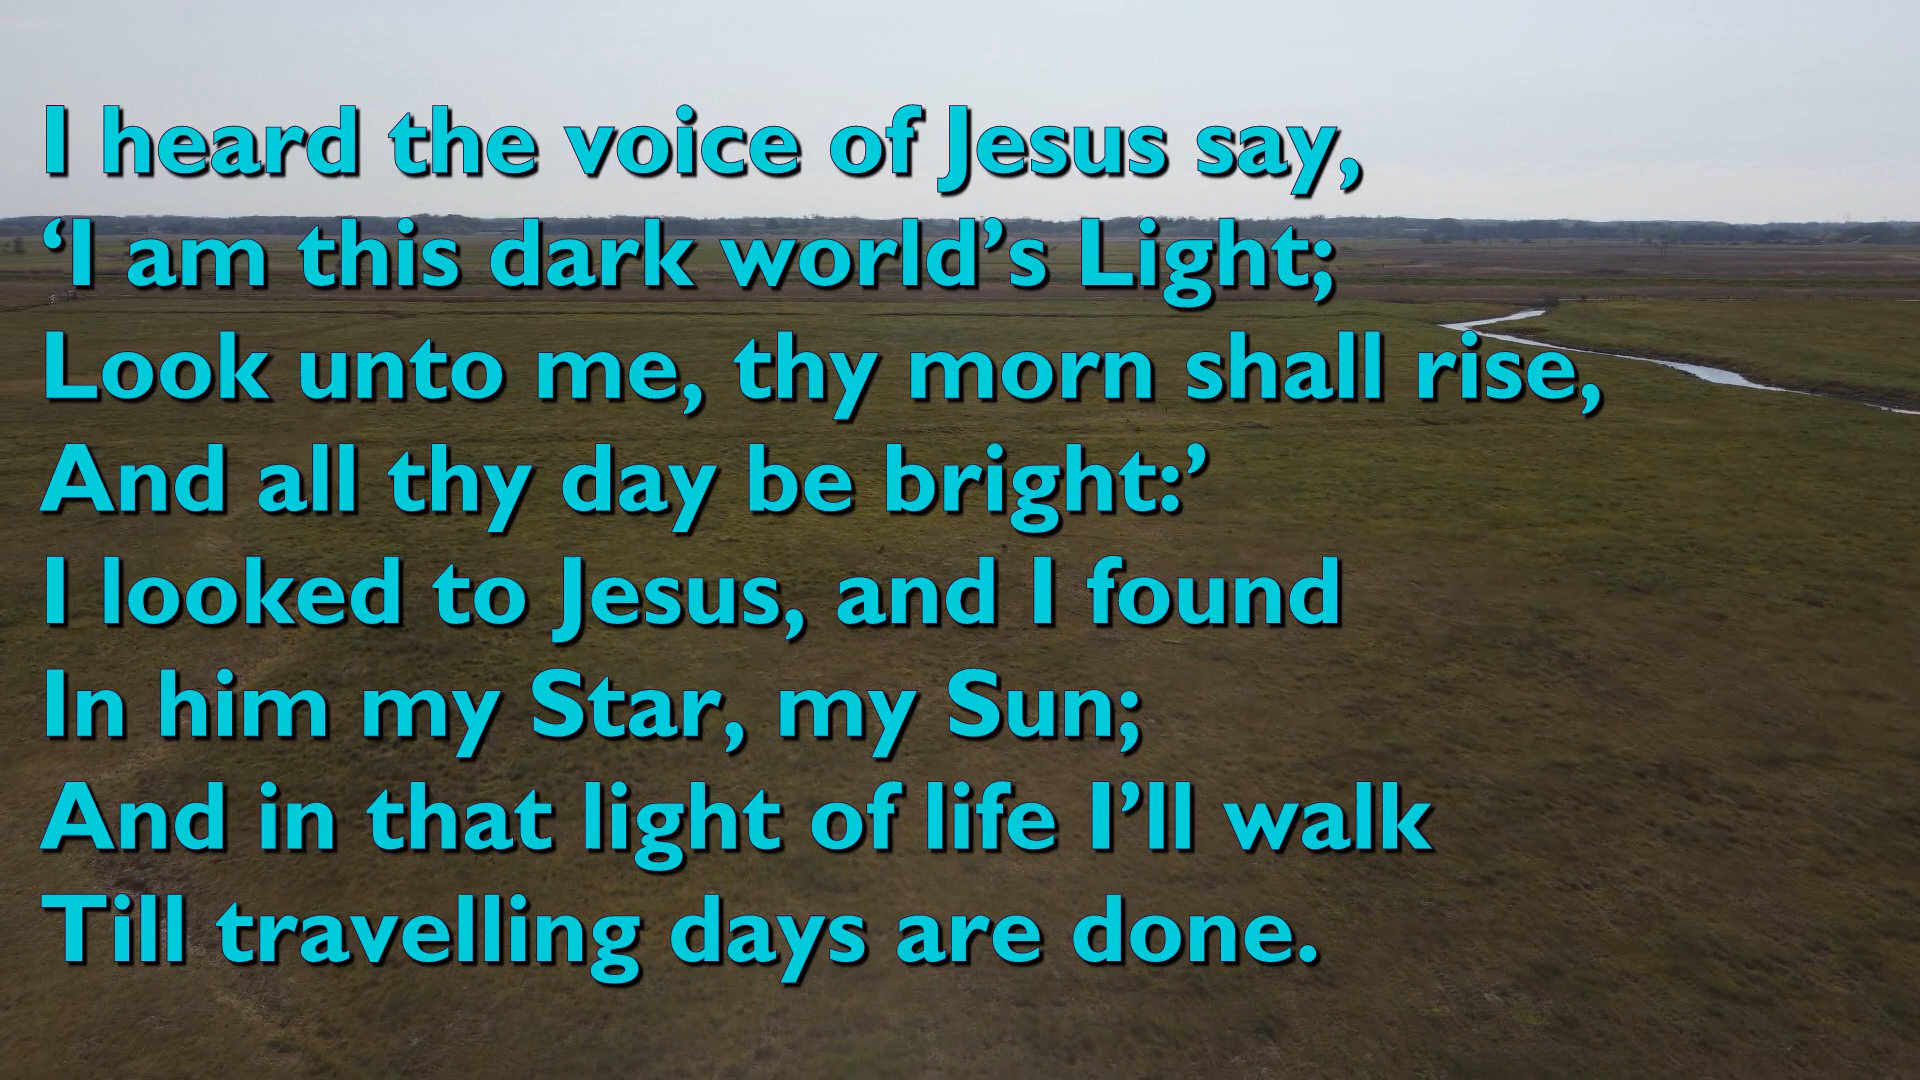 I heard the voice of Jesus say,
‘I am this dark world’s Light;
Look unto me, thy morn shall rise,
And all thy day be bright:’
I looked to Jesus, and I found
In him my Star, my Sun;
And in that light of life I’ll walk
Till travelling days are done.